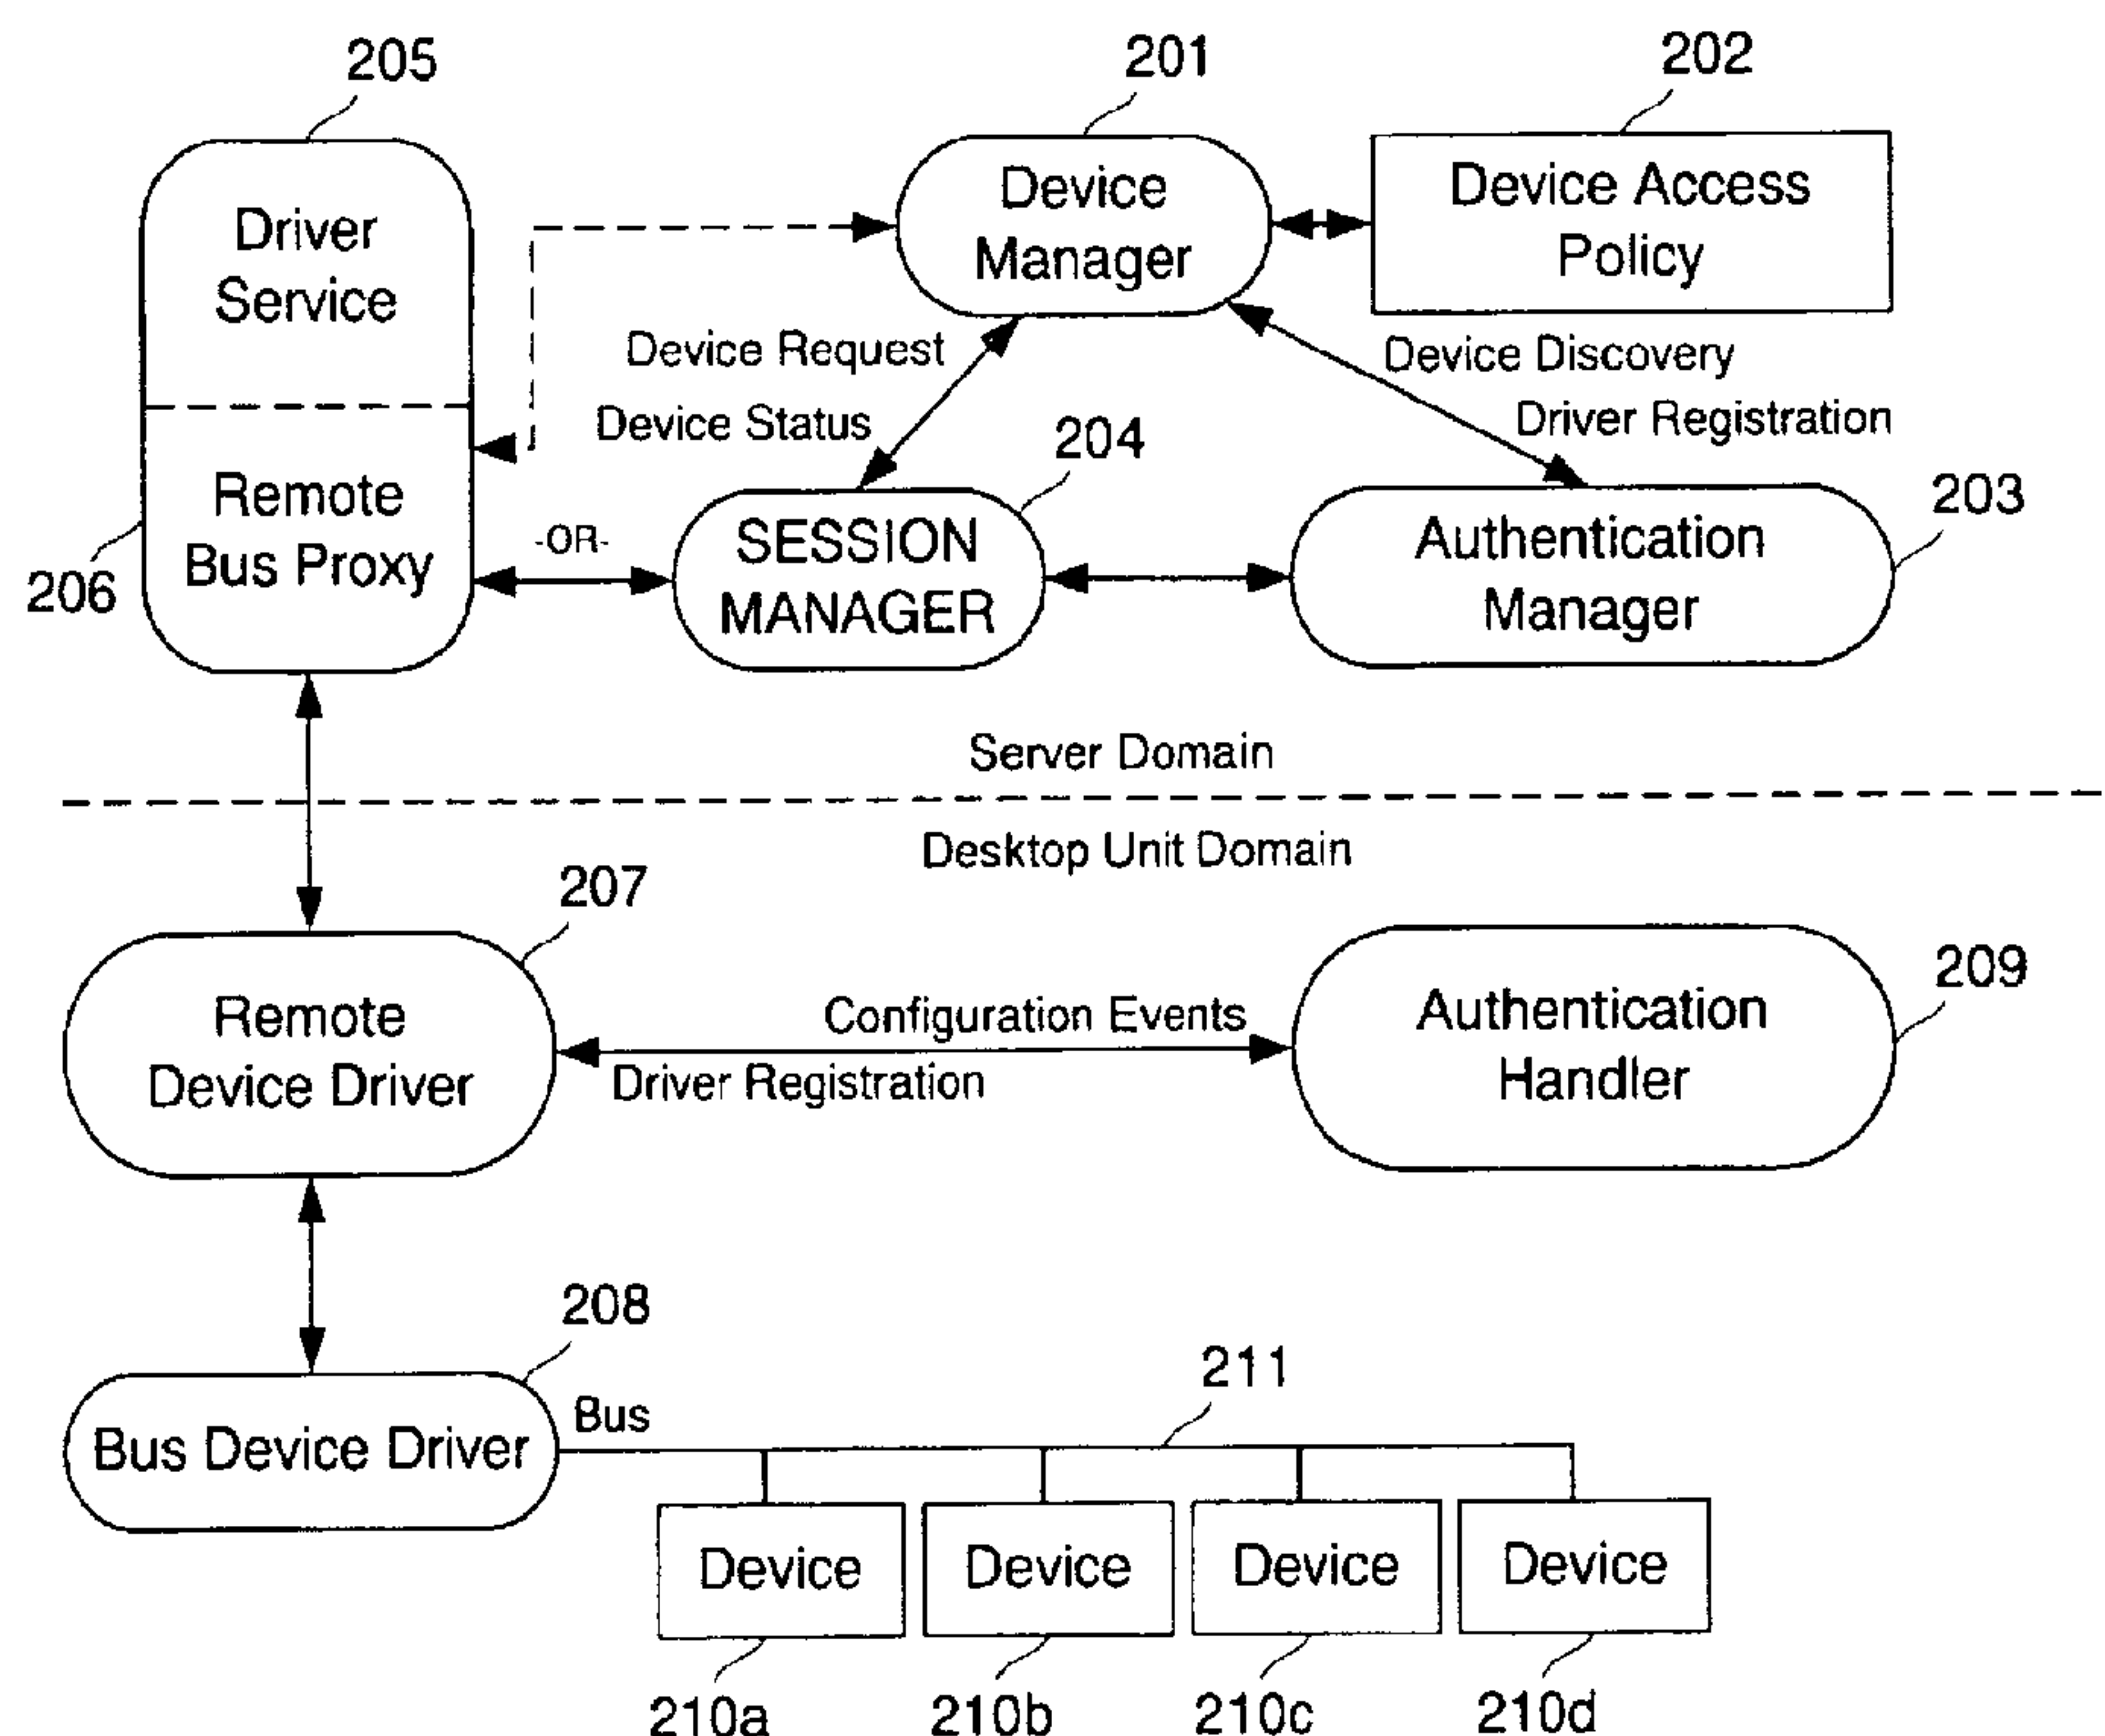 205
201
202
Driver
Service
Device
Manager
Device Access
Policy
Device Request
Device Status
Device Discovery
Driver Registration
204
203
Remote
Bus Proxy
206
-OR-
SESSION
MANAGER
Authentication
Manager
Server Domain
Desktop Unit Domain
207
209
Remote
Device Driver
Configuration Events
Driver Registration
Authentication
Handler
208
211
Bus Device Driver
Bus
Device
Device
Device
Device
210a
210b
210c
210d